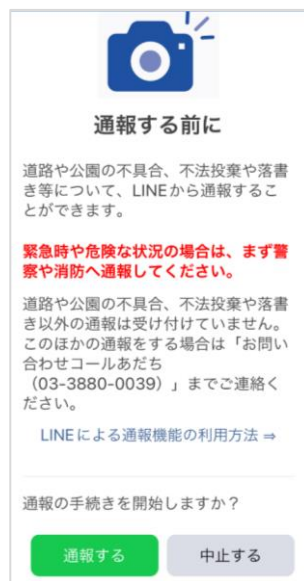 通報する前に
道路や公園の不具合、不法投棄や落書
き等について、LINEから通報するこ
とができます。
緊急時や危険な状況の場合は、まず警
察や消防へ通報してください。
道路や公園の不具合、不法投棄や落書
き以外の通報は受け付けていません。
このほかの通報をする場合は「お問い
合わせコールあだち
（03-3880-0039）」までご連絡く
ださい。
LINEによる通報機能の利用方法 ⇒
通報の手続きを開始しますか？
通報する
中止する